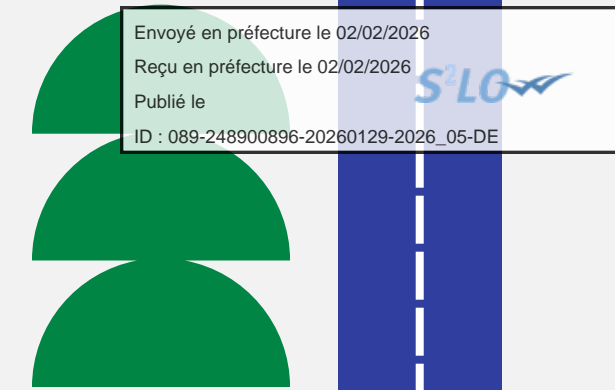 Envoyé en préfecture le 02/02/2026
Reçu en préfecture le 02/02/2026
S²LO
Publié le
ID : 089-248900896-20260129-2026_05-DE